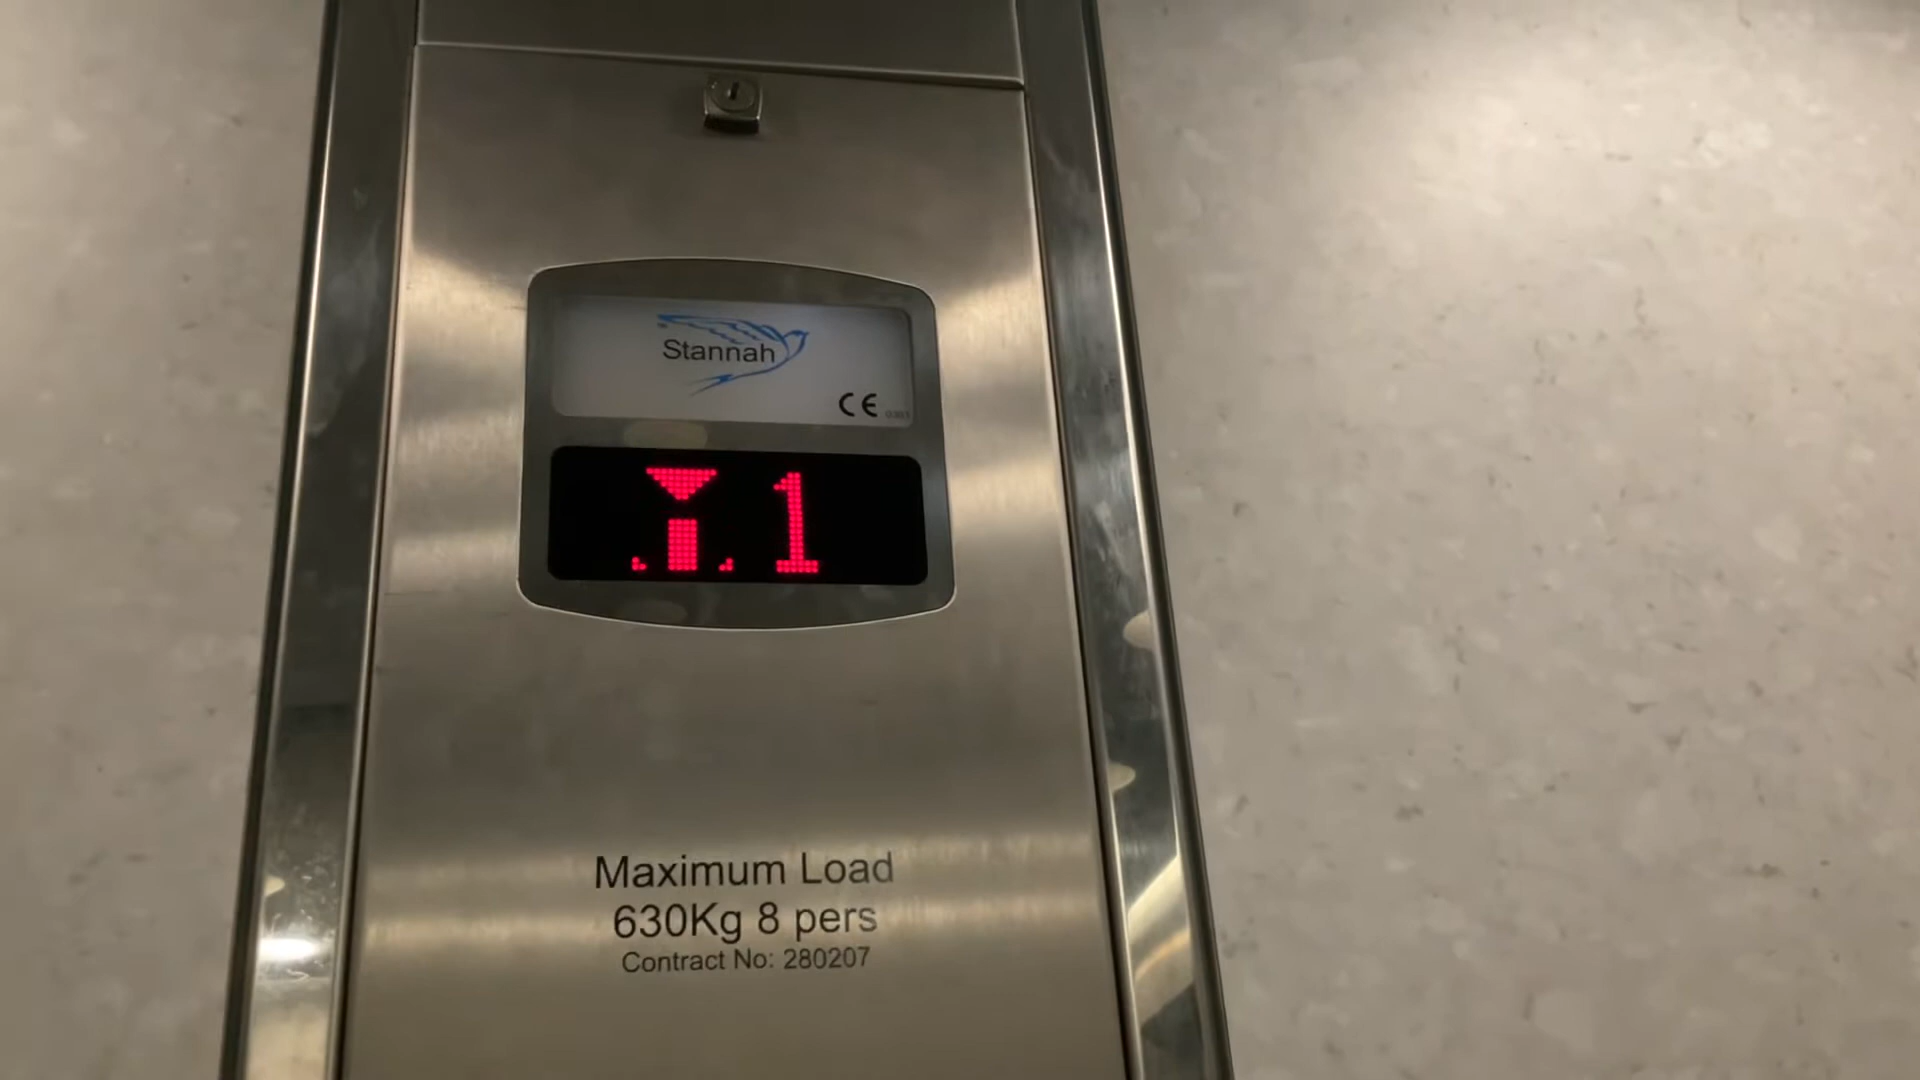 Stannah
CE
1
Maximum Load
630Kg 8 pers
Contract No: 280207